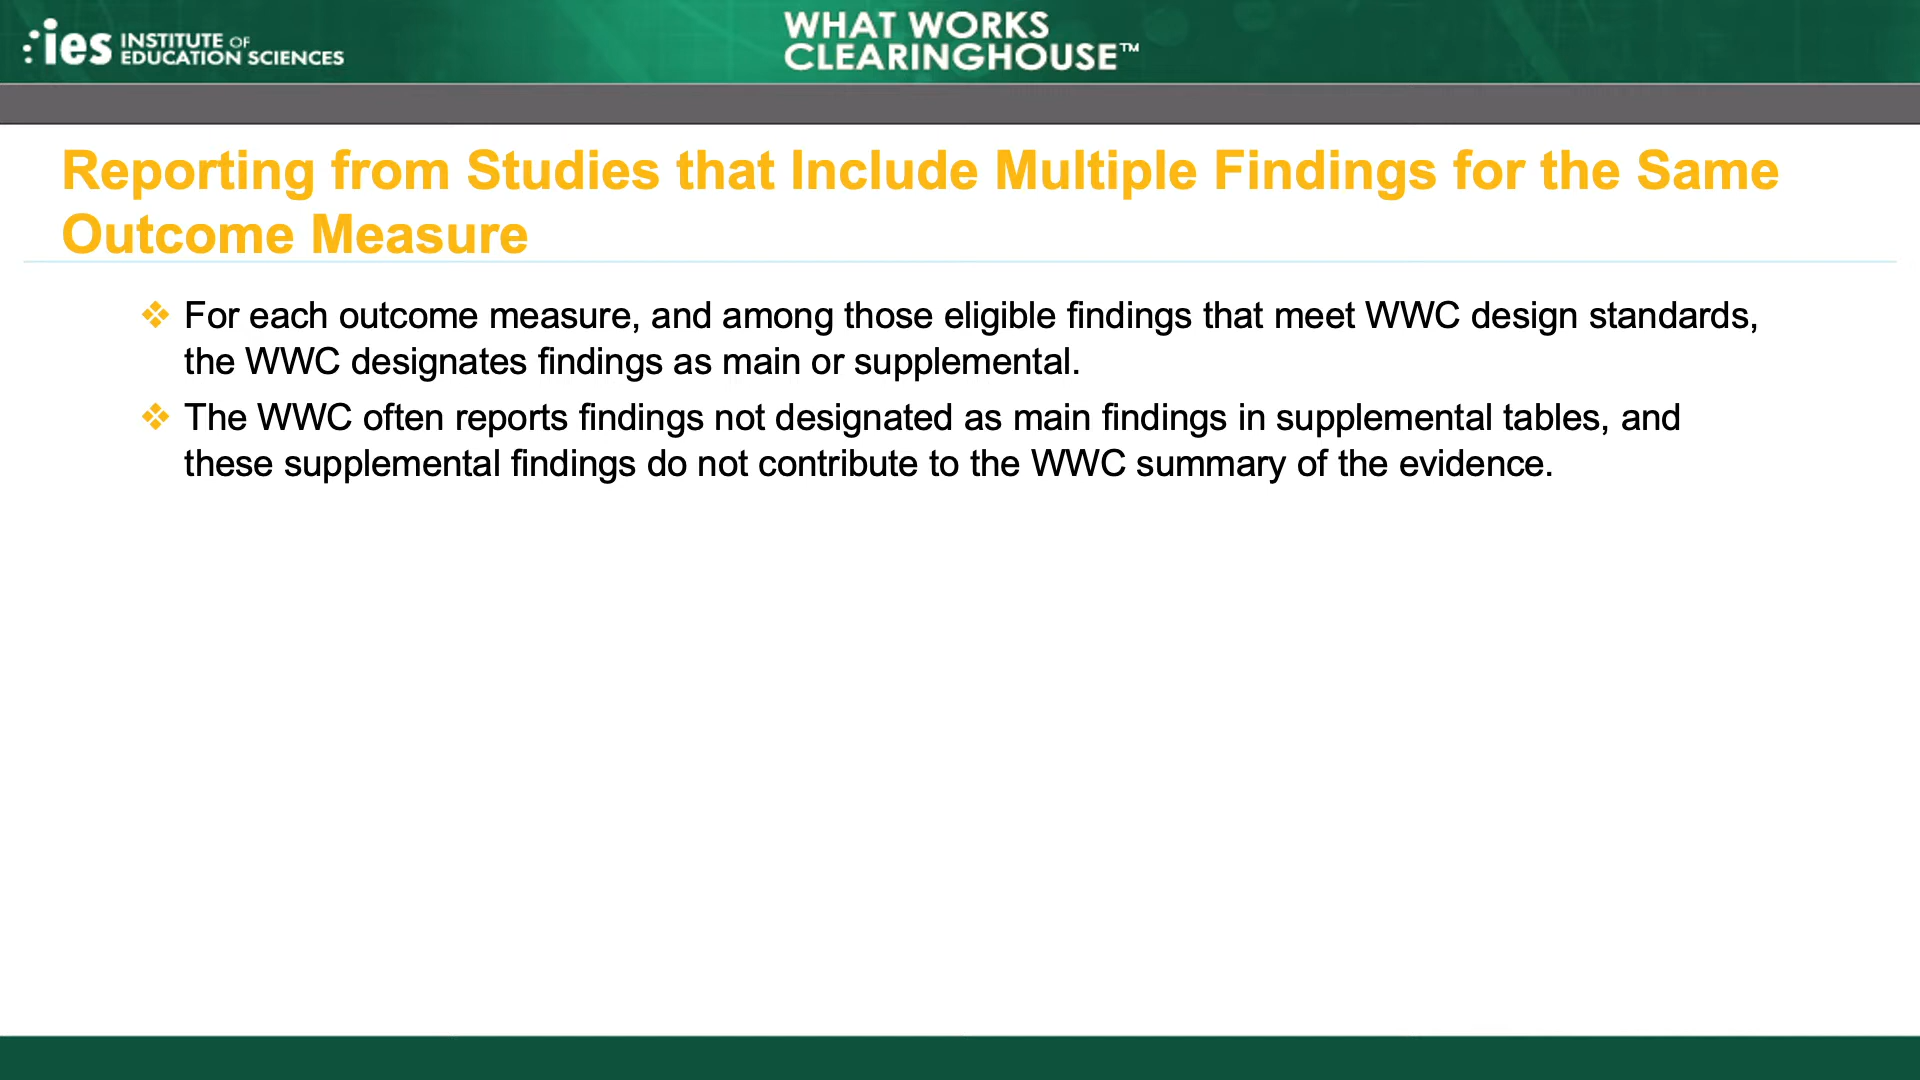 ies INSTITUTE OF
EDUCATION SCIENCES
WHAT WORKS
CLEARINGHOUSE™
Reporting from Studies that Include Multiple Findings for the Same
Outcome Measure
❖ For each outcome measure, and among those eligible findings that meet WWC design standards,
the WWC designates findings as main or supplemental.
❖ The WWC often reports findings not designated as main findings in supplemental tables, and
these supplemental findings do not contribute to the WWC summary of the evidence.